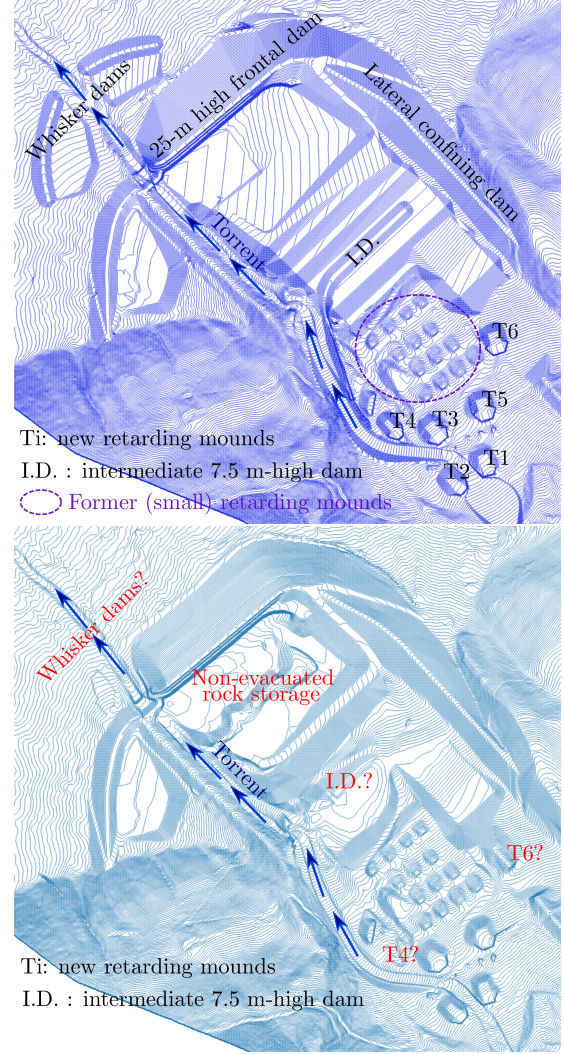 25-m high frontal dam
Whisker dams
Lateral confining dam
Torrent
I.D.
T6
T5
T4
T3
T1
T2
Ti: new retarding mounds
I.D. : intermediate 7.5 m-high dam
Former (small) retarding mounds
Whisker dams?
Non-evacuated
rock storage
Torrent
I.D.?
T6?
T4?
Ti: new retarding mounds
I.D. : intermediate 7.5 m-high dam